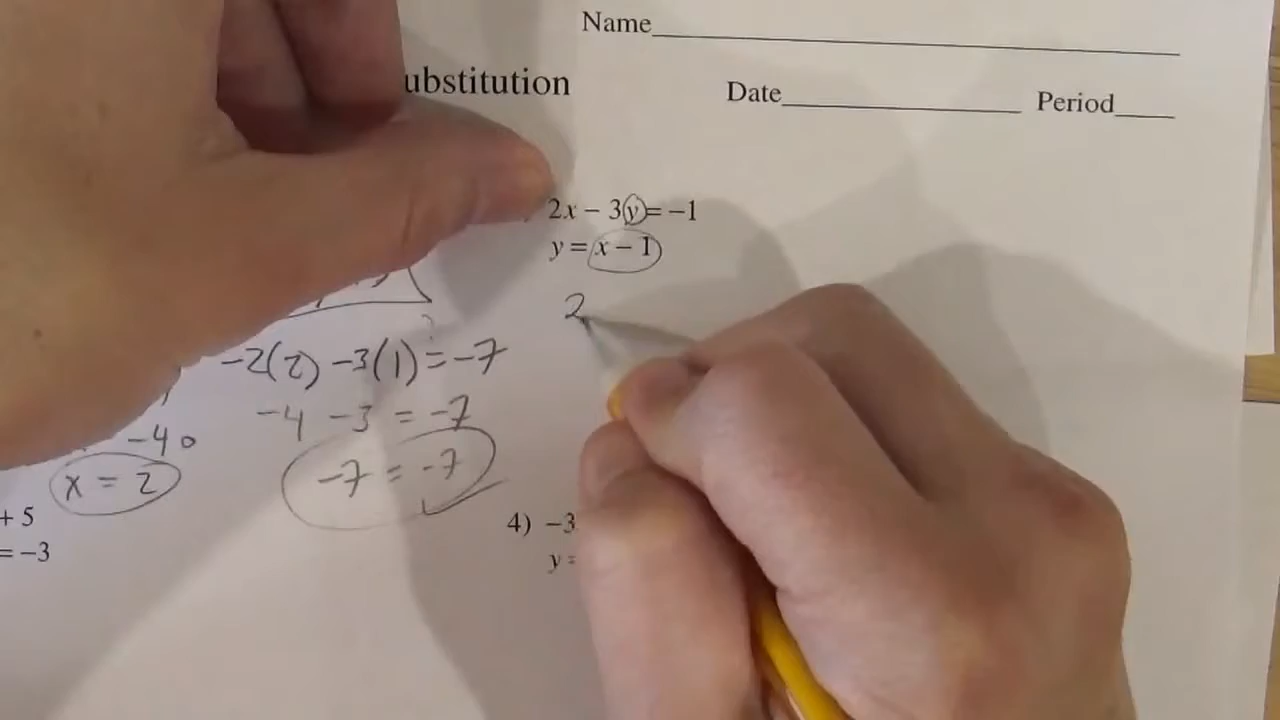 Name
ubstitution
Date Period
2x − 3y = −1
y = x − 1
2
−2(2) −3(1) = −7
−4 −3 = −7
−4
x = 2
−7 = −7
+ 5
= −3
4) −3
y =